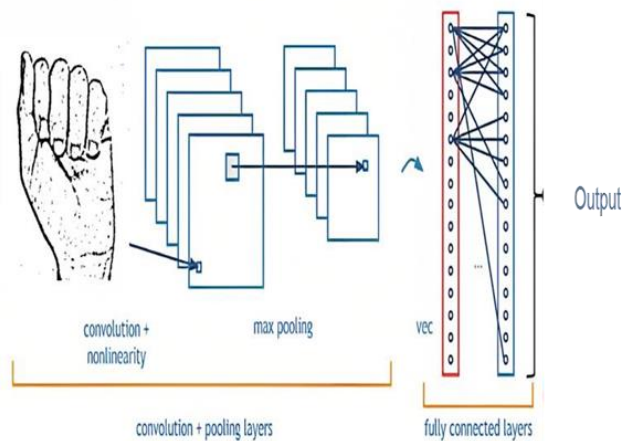 Output
convolution +
nonlinearity
max pooling
vec
...
convolution + pooling layers
fully connected layers